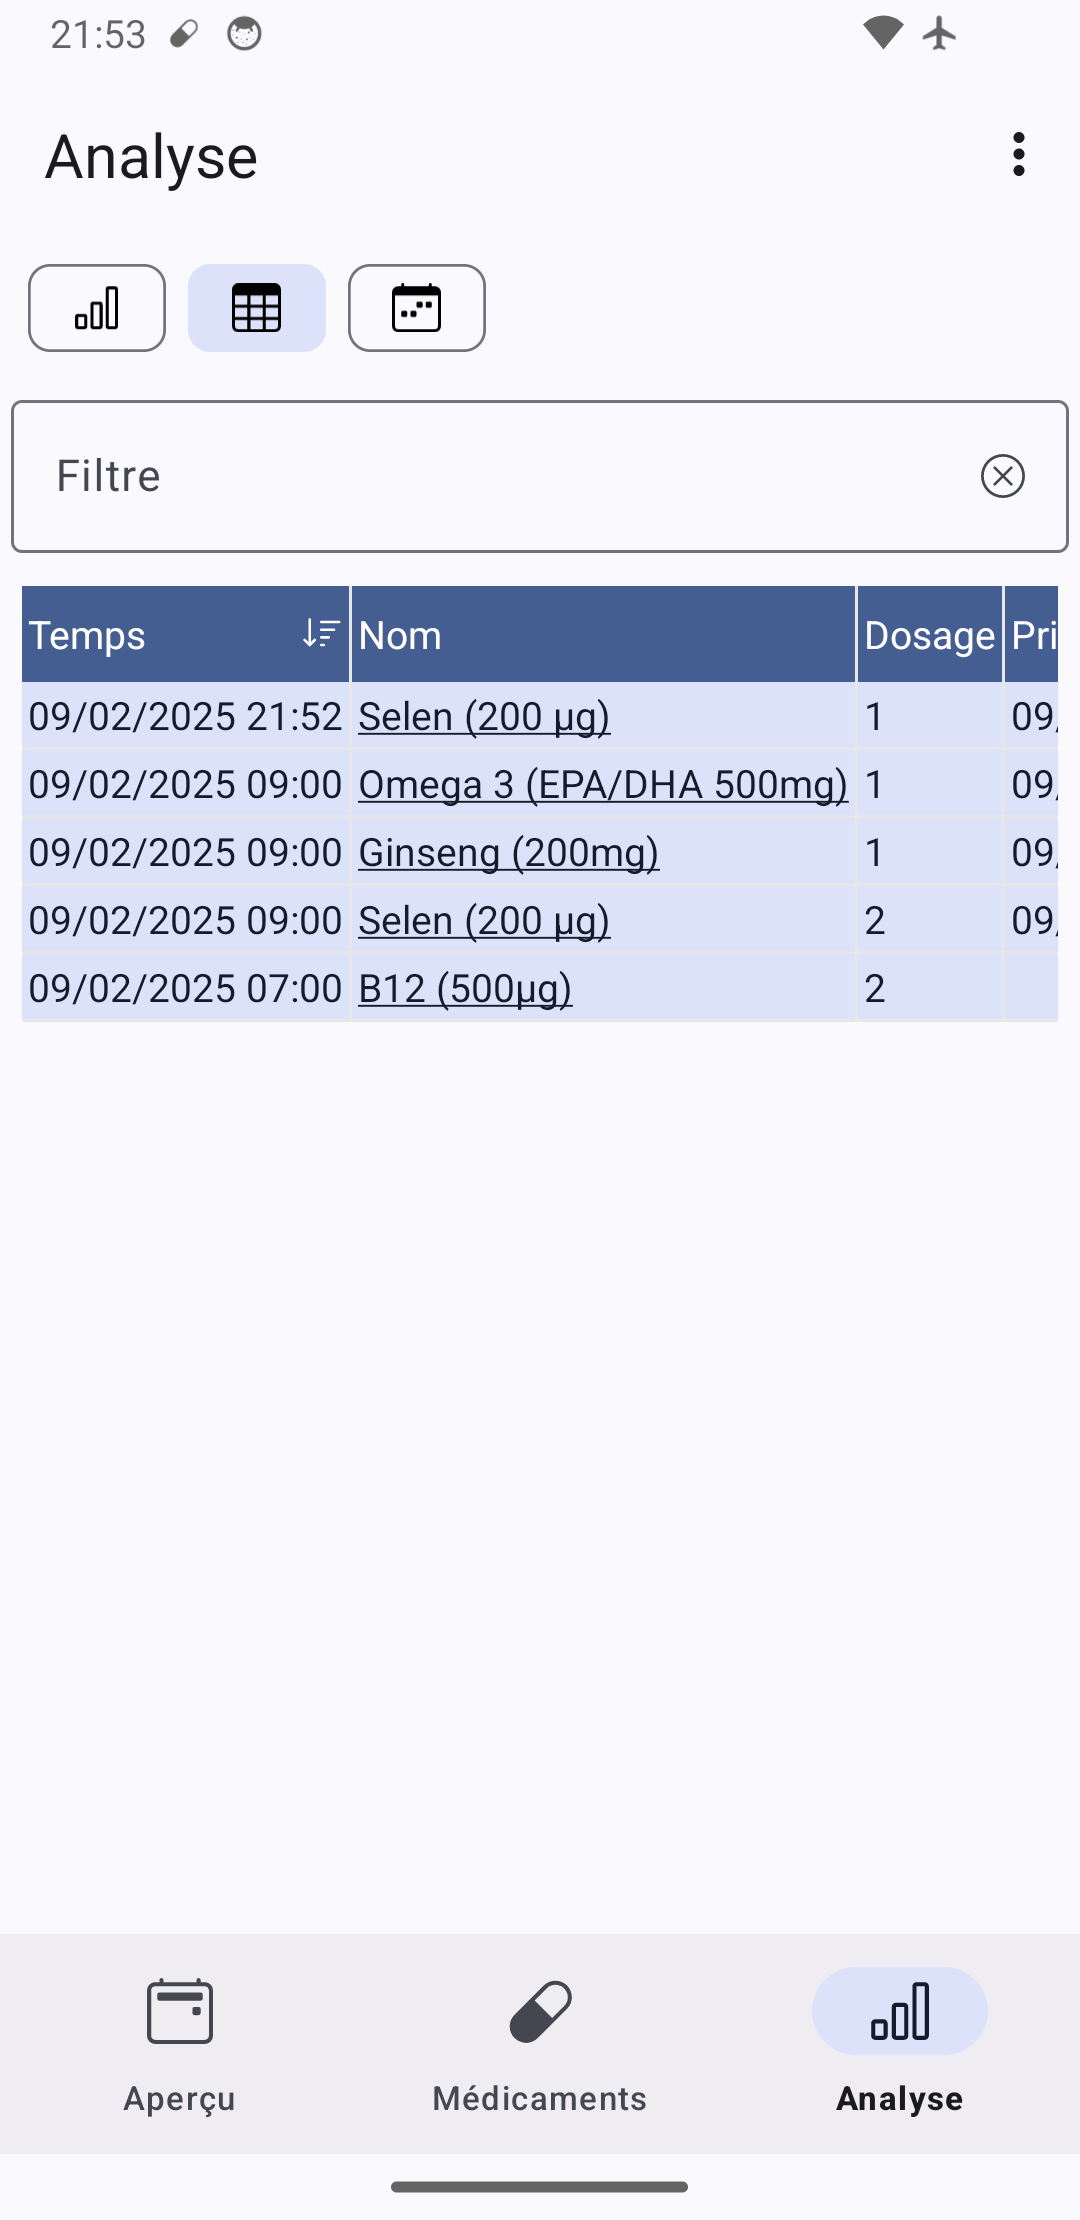 21:53
Analyse
Filtre
Temps Nom Dosage Pri
09/02/2025 21:52 Selen (200 µg) 1 09/
09/02/2025 09:00 Omega 3 (EPA/DHA 500mg) 1 09/
09/02/2025 09:00 Ginseng (200mg) 1 09/
09/02/2025 09:00 Selen (200 µg) 2 09/
09/02/2025 07:00 B12 (500µg) 2
Aperçu Médicaments Analyse